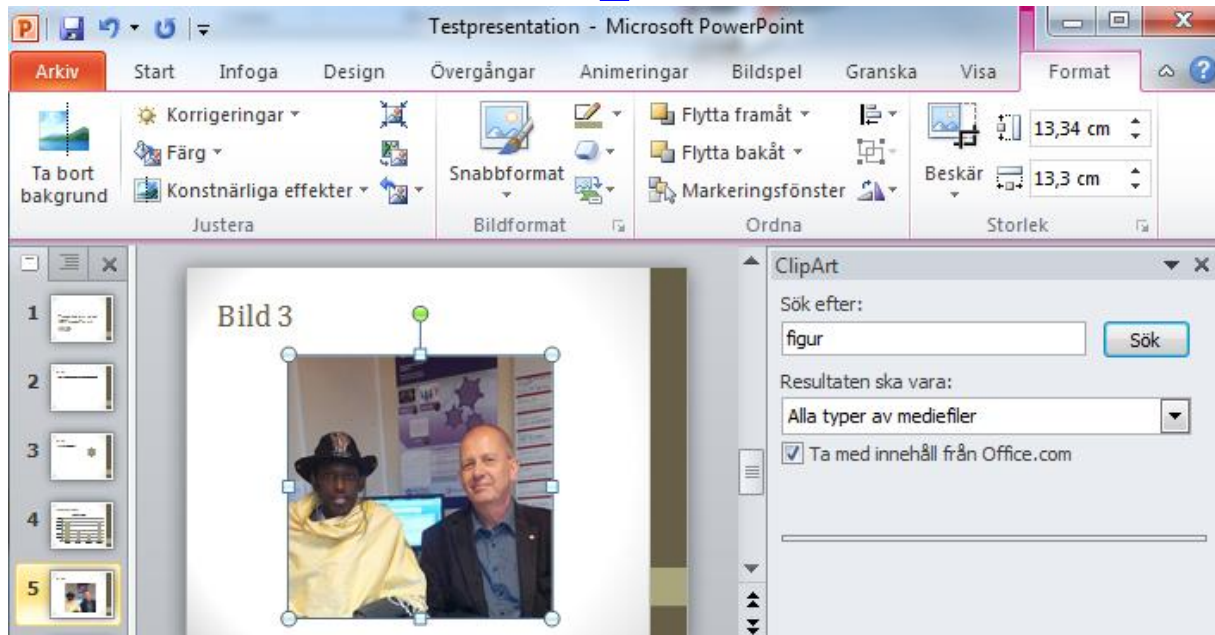 Testpresentation - Microsoft PowerPoint
Arkiv Start Infoga Design Övergångar Animeringar Bildspel Granska Visa Format
Ta bort bakgrund
Korrigeringar
Färg
Konstnärliga effekter
Justera
Snabbformat
Bildformat
Flytta framåt
Flytta bakåt
Markeringsfönster
Ordna
Beskär
13,34 cm
13,3 cm
Storlek
1
2
3
4
5
Bild 3
ClipArt
Sök efter:
figur
Sök
Resultaten ska vara:
Alla typer av mediefiler
Ta med innehåll från Office.com